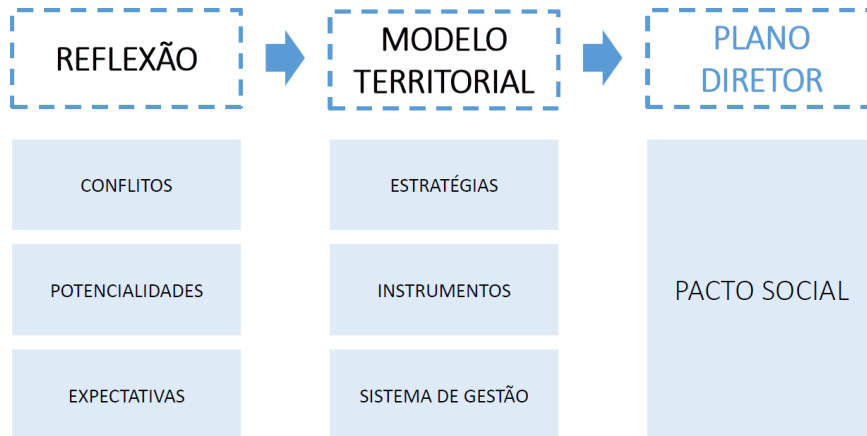 REFLEXÃO
MODELO
TERRITORIAL
PLANO
DIRETOR
CONFLITOS
ESTRATÉGIAS
POTENCIALIDADES
INSTRUMENTOS
PACTO SOCIAL
EXPECTATIVAS
SISTEMA DE GESTÃO